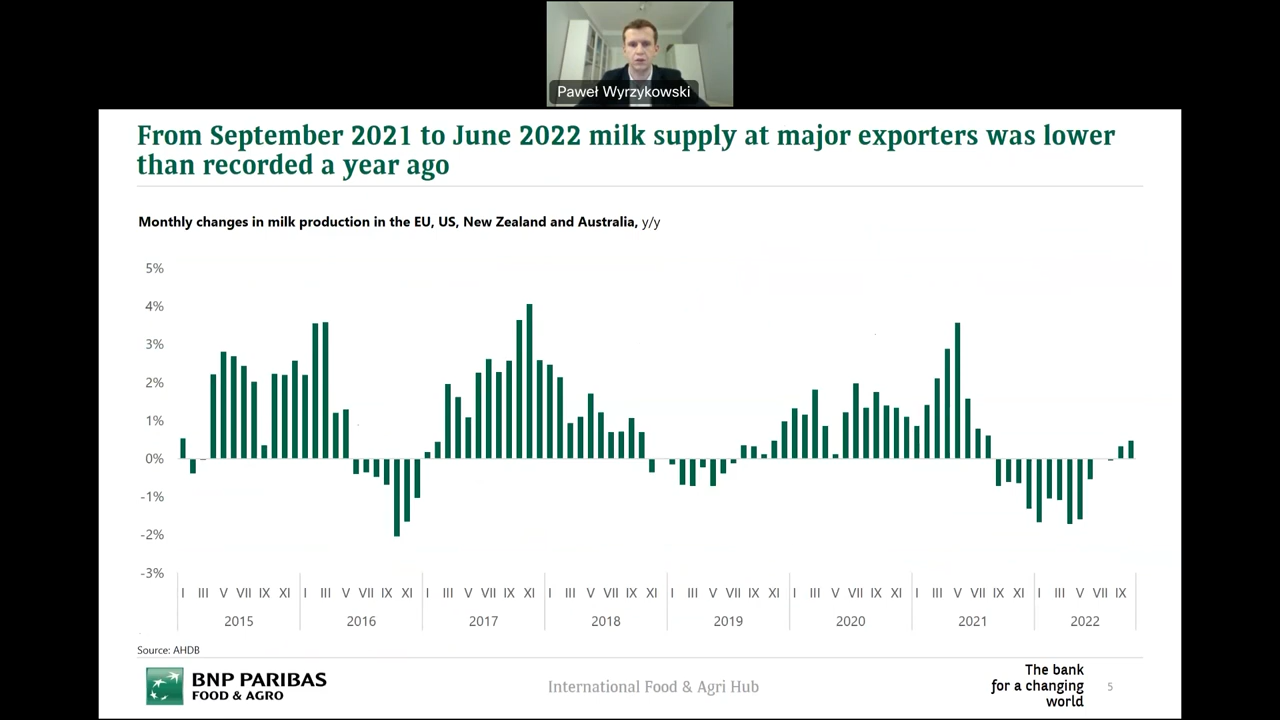 Paweł Wyrzykowski
From September 2021 to June 2022 milk supply at major exporters was lower
than recorded a year ago
Monthly changes in milk production in the EU, US, New Zealand and Australia, y/y
5%
4%
3%
2%
1%
0%
-1%
-2%
-3%
I III V VII IX XI I III V VII IX XI I III V VII IX XI I III V VII IX XI I III V VII IX XI I III V VII IX XI I III V VII IX XI I III V VII IX
2015 2016 2017 2018 2019 2020 2021 2022
Source: AHDB
BNP PARIBAS
FOOD & AGRO
International Food & Agri Hub
The bank
for a changing
world
5